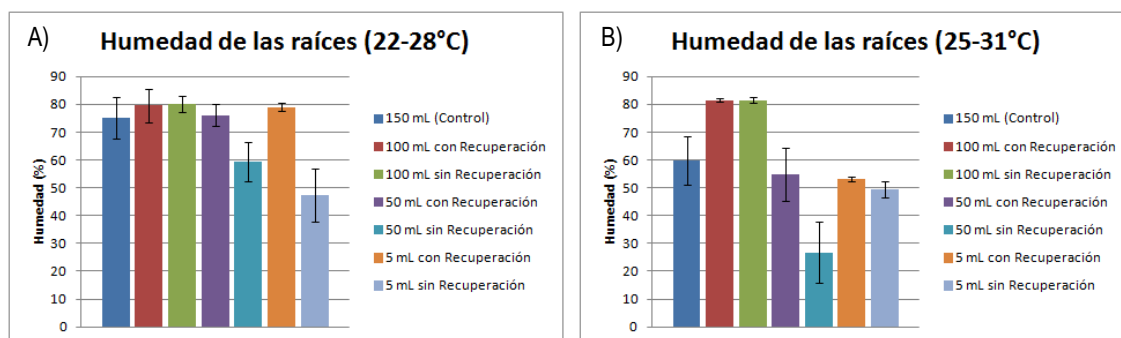 A)
Humedad de las raíces (22-28°C)
Humedad (%)
90
80
70
60
50
40
30
20
10
0
150 mL (Control)
100 mL con Recuperación
100 mL sin Recuperación
50 mL con Recuperación
50 mL sin Recuperación
5 mL con Recuperación
5 mL sin Recuperación
B)
Humedad de las raíces (25-31°C)
Humedad (%)
90
80
70
60
50
40
30
20
10
0
150 mL (Control)
100 mL con Recuperación
100 mL sin Recuperación
50 mL con Recuperación
50 mL sin Recuperación
5 mL con Recuperación
5 mL sin Recuperación